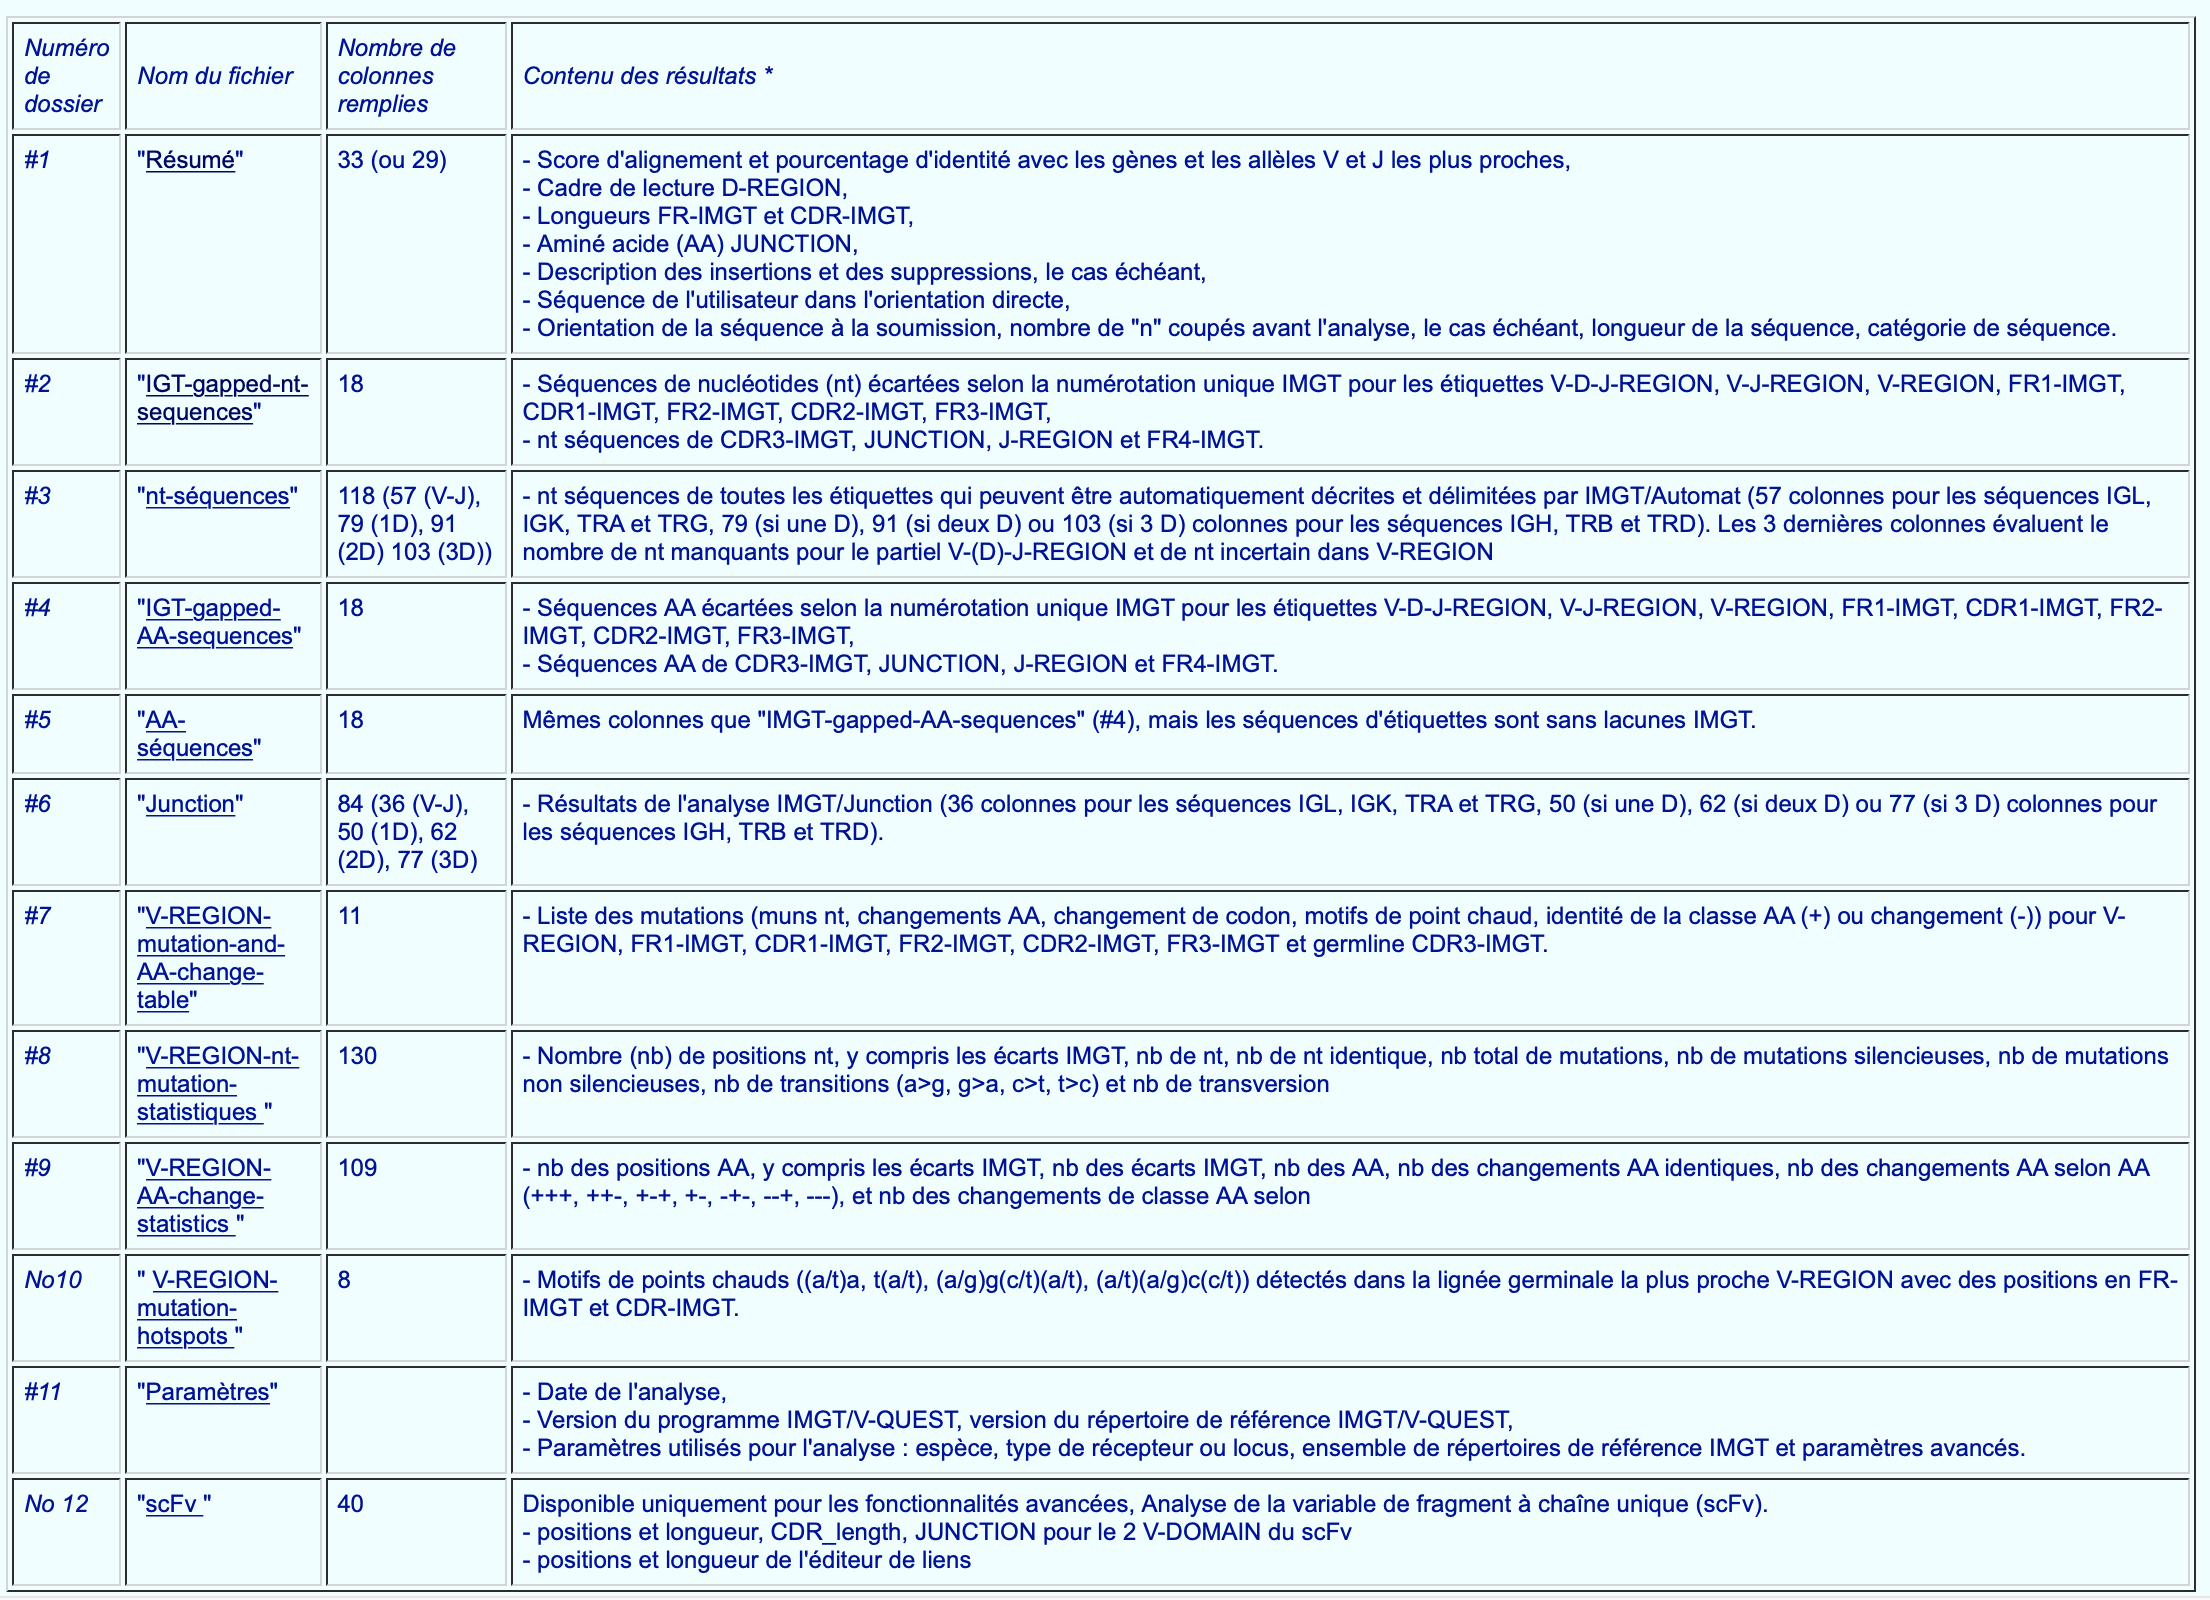 Numéro de dossier
Nom du fichier
Nombre de colonnes remplies
Contenu des résultats *
#1
"Résumé"
33 (ou 29)
- Score d'alignement et pourcentage d'identité avec les gènes et les allèles V et J les plus proches,
- Cadre de lecture D-REGION,
- Longueurs FR-IMGT et CDR-IMGT,
- Aminé acide (AA) JUNCTION,
- Description des insertions et des suppressions, le cas échéant,
- Séquence de l'utilisateur dans l'orientation directe,
- Orientation de la séquence à la soumission, nombre de "n" coupés avant l'analyse, le cas échéant, longueur de la séquence, catégorie de séquence.
#2
"IGT-gapped-nt-
sequences"
18
- Séquences de nucléotides (nt) écartées selon la numérotation unique IMGT pour les étiquettes V-D-J-REGION, V-J-REGION, V-REGION, FR1-IMGT,
CDR1-IMGT, FR2-IMGT, CDR2-IMGT, FR3-IMGT,
- nt séquences de CDR3-IMGT, JUNCTION, J-REGION et FR4-IMGT.
#3
"nt-séquences"
118 (57 (V-J),
79 (1D), 91
(2D) 103 (3D))
- nt séquences de toutes les étiquettes qui peuvent être automatiquement décrites et délimitées par IMGT/Automat (57 colonnes pour les séquences IGL,
IGK, TRA et TRG, 79 (si une D), 91 (si deux D) ou 103 (si 3 D) colonnes pour les séquences IGH, TRB et TRD). Les 3 dernières colonnes évaluent le
nombre de nt manquants pour le partiel V-(D)-J-REGION et de nt incertain dans V-REGION
#4
"IGT-gapped-
AA-sequences"
18
- Séquences AA écartées selon la numérotation unique IMGT pour les étiquettes V-D-J-REGION, V-J-REGION, V-REGION, FR1-IMGT, CDR1-IMGT, FR2-
IMGT, CDR2-IMGT, FR3-IMGT,
- Séquences AA de CDR3-IMGT, JUNCTION, J-REGION et FR4-IMGT.
#5
"AA-
séquences"
18
Mêmes colonnes que "IMGT-gapped-AA-sequences" (#4), mais les séquences d'étiquettes sont sans lacunes IMGT.
#6
"Junction"
84 (36 (V-J),
50 (1D), 62
(2D), 77 (3D)
- Résultats de l'analyse IMGT/Junction (36 colonnes pour les séquences IGL, IGK, TRA et TRG, 50 (si une D), 62 (si deux D) ou 77 (si 3 D) colonnes pour
les séquences IGH, TRB et TRD).
#7
"V-REGION-
mutation-and-
AA-change-
table"
11
- Liste des mutations (muns nt, changements AA, changement de codon, motifs de point chaud, identité de la classe AA (+) ou changement (-)) pour V-
REGION, FR1-IMGT, CDR1-IMGT, FR2-IMGT, CDR2-IMGT, FR3-IMGT et germline CDR3-IMGT.
#8
"V-REGION-nt-
mutation-
statistiques "
130
- Nombre (nb) de positions nt, y compris les écarts IMGT, nb de nt, nb de nt identique, nb total de mutations, nb de mutations silencieuses, nb de mutations
non silencieuses, nb de transitions (a>g, g>a, c>t, t>c) et nb de transversion
#9
"V-REGION-
AA-change-
statistics "
109
- nb des positions AA, y compris les écarts IMGT, nb des écarts IMGT, nb des AA, nb des changements AA identiques, nb des changements AA selon AA
(+++, ++-, +-+, +-, -+-, --+, ---), et nb des changements de classe AA selon
No10
" V-REGION-
mutation-
hotspots "
8
- Motifs de points chauds ((a/t)a, t(a/t), (a/g)g(c/t)(a/t), (a/t)(a/g)c(c/t)) détectés dans la lignée germinale la plus proche V-REGION avec des positions en FR-
IMGT et CDR-IMGT.
#11
"Paramètres"
- Date de l'analyse,
- Version du programme IMGT/V-QUEST, version du répertoire de référence IMGT/V-QUEST,
- Paramètres utilisés pour l'analyse : espèce, type de récepteur ou locus, ensemble de répertoires de référence IMGT et paramètres avancés.
No 12
"scFv "
40
Disponible uniquement pour les fonctionnalités avancées, Analyse de la variable de fragment à chaîne unique (scFv).
- positions et longueur, CDR_length, JUNCTION pour le 2 V-DOMAIN du scFv
- positions et longueur de l'éditeur de liens